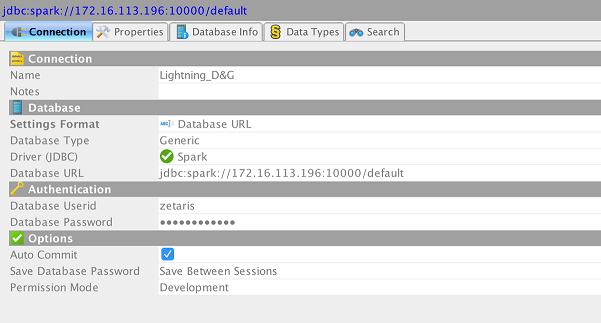 jdbc:spark://172.16.113.196:10000/default
Connection Properties Database Info Data Types Search
Connection
Name Lightning_D&G
Notes
Database
Settings Format Database URL
Database Type Generic
Driver (JDBC) Spark
Database URL jdbc:spark://172.16.113.196:10000/default
Authentication
Database Userid zetaris
Database Password ●●●●●●●●●●●●
Options
Auto Commit
Save Database Password Save Between Sessions
Permission Mode Development